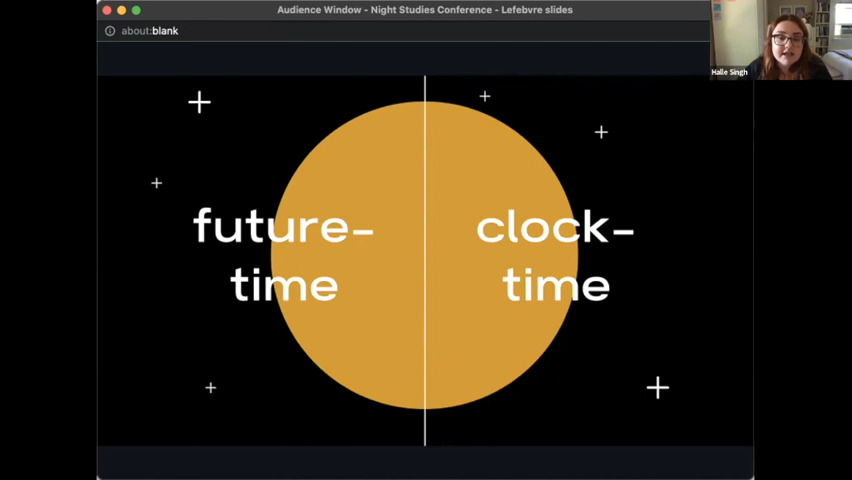 Audience Window - Night Studies Conference - Lefebvre slides
about:blank
Halle Singh
future-
time
clock-
time